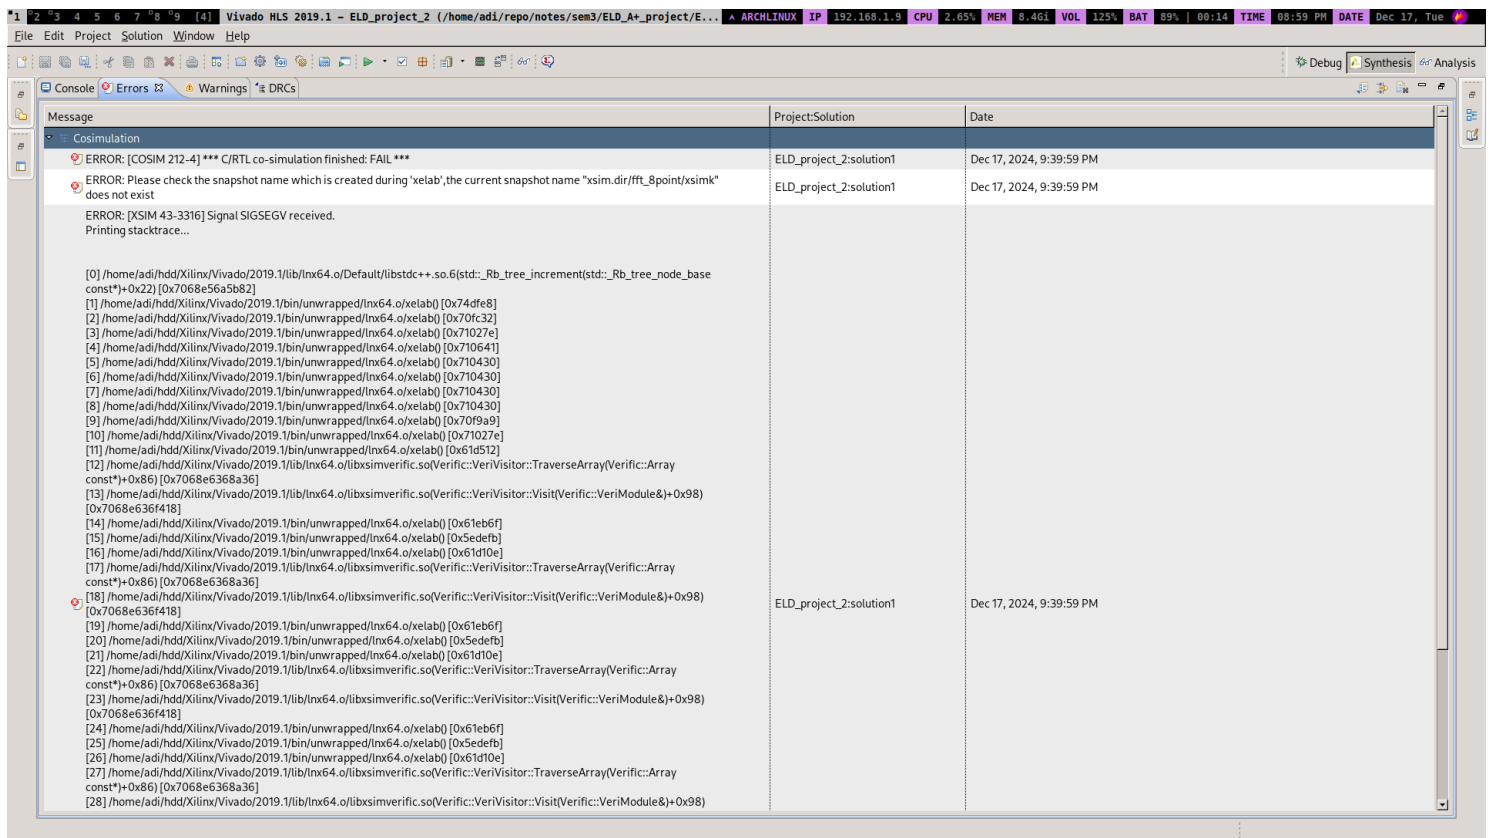 1 2 3 4 5 6 7 8 9 [4] Vivado HLS 2019.1 – ELD_project_2 (/home/adi/repo/notes/sem3/ELD_A+_project/E... ARCHLINUX IP 192.168.1.9 CPU 2.65% MEM 8.4Gi VOL 125% BAT 89% | 00:14 TIME 08:59 PM DATE Dec 17, Tue
File Edit Project Solution Window Help
Debug Synthesis Analysis
Console Errors Warnings DRCs
Message Project:Solution Date
Cosimulation
ERROR: [COSIM 212-4] *** C/RTL co-simulation finished: FAIL *** ELD_project_2:solution1 Dec 17, 2024, 9:39:59 PM
ERROR: Please check the snapshot name which is created during 'xelab',the current snapshot name "xsim.dir/fft_8point/xsimk"
does not exist
ELD_project_2:solution1 Dec 17, 2024, 9:39:59 PM
ERROR: [XSIM 43-3316] Signal SIGSEGV received.
Printing stacktrace...
[0] /home/adi/hdd/Xilinx/Vivado/2019.1/lib/lnx64.o/Default/libstdc++.so.6(std::_Rb_tree_increment(std::_Rb_tree_node_base
const*)+0x22) [0x7068e56a5b82]
[1] /home/adi/hdd/Xilinx/Vivado/2019.1/bin/unwrapped/lnx64.o/xelab() [0x74dfe8]
[2] /home/adi/hdd/Xilinx/Vivado/2019.1/bin/unwrapped/lnx64.o/xelab() [0x70fc32]
[3] /home/adi/hdd/Xilinx/Vivado/2019.1/bin/unwrapped/lnx64.o/xelab() [0x71027e]
[4] /home/adi/hdd/Xilinx/Vivado/2019.1/bin/unwrapped/lnx64.o/xelab() [0x710641]
[5] /home/adi/hdd/Xilinx/Vivado/2019.1/bin/unwrapped/lnx64.o/xelab() [0x710430]
[6] /home/adi/hdd/Xilinx/Vivado/2019.1/bin/unwrapped/lnx64.o/xelab() [0x710430]
[7] /home/adi/hdd/Xilinx/Vivado/2019.1/bin/unwrapped/lnx64.o/xelab() [0x710430]
[8] /home/adi/hdd/Xilinx/Vivado/2019.1/bin/unwrapped/lnx64.o/xelab() [0x710430]
[9] /home/adi/hdd/Xilinx/Vivado/2019.1/bin/unwrapped/lnx64.o/xelab() [0x70f9a9]
[10] /home/adi/hdd/Xilinx/Vivado/2019.1/bin/unwrapped/lnx64.o/xelab() [0x71027e]
[11] /home/adi/hdd/Xilinx/Vivado/2019.1/bin/unwrapped/lnx64.o/xelab() [0x61d512]
[12] /home/adi/hdd/Xilinx/Vivado/2019.1/lib/lnx64.o/libxsimverific.so(Verific::VeriVisitor::TraverseArray(Verific::Array
const*)+0x86) [0x7068e6368a36]
[13] /home/adi/hdd/Xilinx/Vivado/2019.1/lib/lnx64.o/libxsimverific.so(Verific::VeriVisitor::Visit(Verific::VeriModule&)+0x98)
[0x7068e636f418]
[14] /home/adi/hdd/Xilinx/Vivado/2019.1/bin/unwrapped/lnx64.o/xelab() [0x61eb6f]
[15] /home/adi/hdd/Xilinx/Vivado/2019.1/bin/unwrapped/lnx64.o/xelab() [0x5edefb]
[16] /home/adi/hdd/Xilinx/Vivado/2019.1/bin/unwrapped/lnx64.o/xelab() [0x61d10e]
[17] /home/adi/hdd/Xilinx/Vivado/2019.1/lib/lnx64.o/libxsimverific.so(Verific::VeriVisitor::TraverseArray(Verific::Array
const*)+0x86) [0x7068e6368a36]
[18] /home/adi/hdd/Xilinx/Vivado/2019.1/lib/lnx64.o/libxsimverific.so(Verific::VeriVisitor::Visit(Verific::VeriModule&)+0x98)
[0x7068e636f418]
ELD_project_2:solution1 Dec 17, 2024, 9:39:59 PM
[19] /home/adi/hdd/Xilinx/Vivado/2019.1/bin/unwrapped/lnx64.o/xelab() [0x61eb6f]
[20] /home/adi/hdd/Xilinx/Vivado/2019.1/bin/unwrapped/lnx64.o/xelab() [0x5edefb]
[21] /home/adi/hdd/Xilinx/Vivado/2019.1/bin/unwrapped/lnx64.o/xelab() [0x61d10e]
[22] /home/adi/hdd/Xilinx/Vivado/2019.1/lib/lnx64.o/libxsimverific.so(Verific::VeriVisitor::TraverseArray(Verific::Array
const*)+0x86) [0x7068e6368a36]
[23] /home/adi/hdd/Xilinx/Vivado/2019.1/lib/lnx64.o/libxsimverific.so(Verific::VeriVisitor::Visit(Verific::VeriModule&)+0x98)
[0x7068e636f418]
[24] /home/adi/hdd/Xilinx/Vivado/2019.1/bin/unwrapped/lnx64.o/xelab() [0x61eb6f]
[25] /home/adi/hdd/Xilinx/Vivado/2019.1/bin/unwrapped/lnx64.o/xelab() [0x5edefb]
[26] /home/adi/hdd/Xilinx/Vivado/2019.1/bin/unwrapped/lnx64.o/xelab() [0x61d10e]
[27] /home/adi/hdd/Xilinx/Vivado/2019.1/lib/lnx64.o/libxsimverific.so(Verific::VeriVisitor::TraverseArray(Verific::Array
const*)+0x86) [0x7068e6368a36]
[28] /home/adi/hdd/Xilinx/Vivado/2019.1/lib/lnx64.o/libxsimverific.so(Verific::VeriVisitor::Visit(Verific::VeriModule&)+0x98)